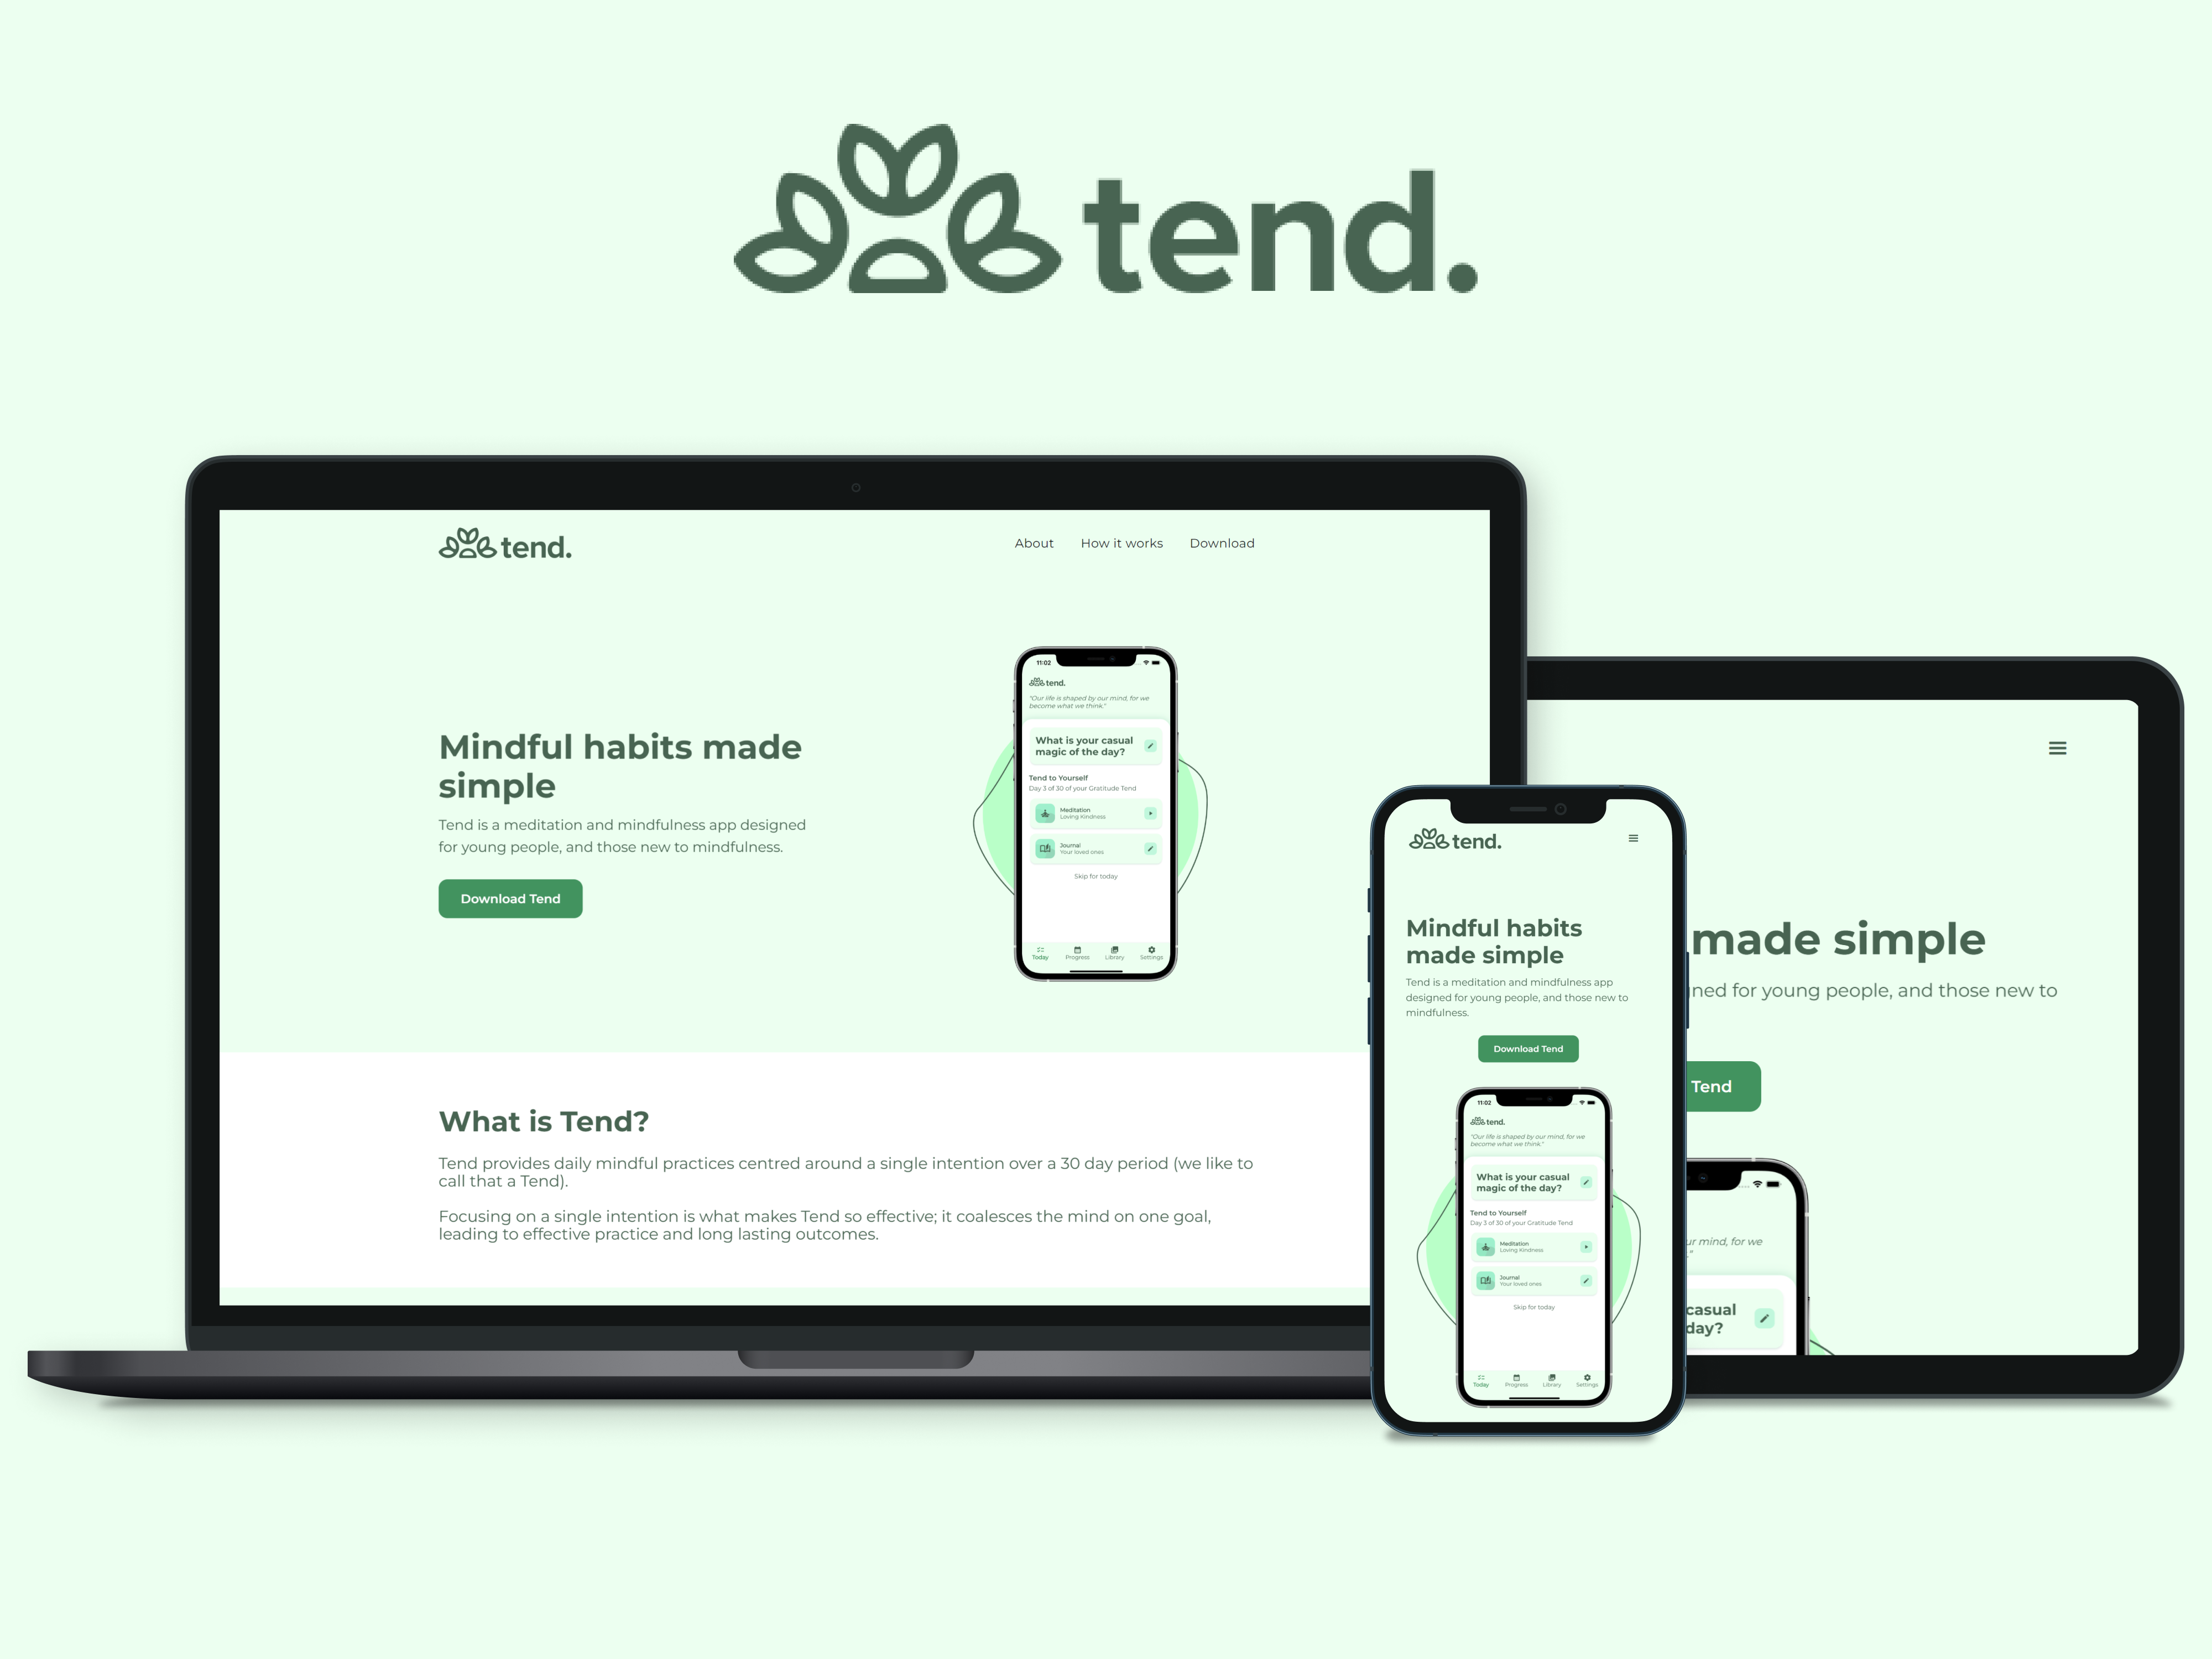 tend.
tend.
About How it works Download
Mindful habits made
simple
Tend is a meditation and mindfulness app designed
for young people, and those new to mindfulness.
Download Tend
11:02
tend.
"Our life is shaped by our mind, for we
become what we think."
What is your casual
magic of the day?
Tend to Yourself
Day 3 of 30 of your Gratitude Tend
Meditation
Loving Kindness
Journal
Your loved ones
Skip for today
Today Progress Library Settings
What is Tend?
Tend provides daily mindful practices centred around a single intention over a 30 day period (we like to
call that a Tend).
Focusing on a single intention is what makes Tend so effective; it coalesces the mind on one goal,
leading to effective practice and long lasting outcomes.
tend.
Mindful habits
made simple
Tend is a meditation and mindfulness app
designed for young people, and those new to
mindfulness.
Download Tend
11:02
tend.
"Our life is shaped by our mind, for we
become what we think."
What is your casual
magic of the day?
Tend to Yourself
Day 3 of 30 of your Gratitude Tend
Meditation
Loving Kindness
Journal
Your loved ones
Skip for today
Today Progress Library Settings
made simple
ned for young people, and those new to
Tend
ur mind, for we
."
casual
day?